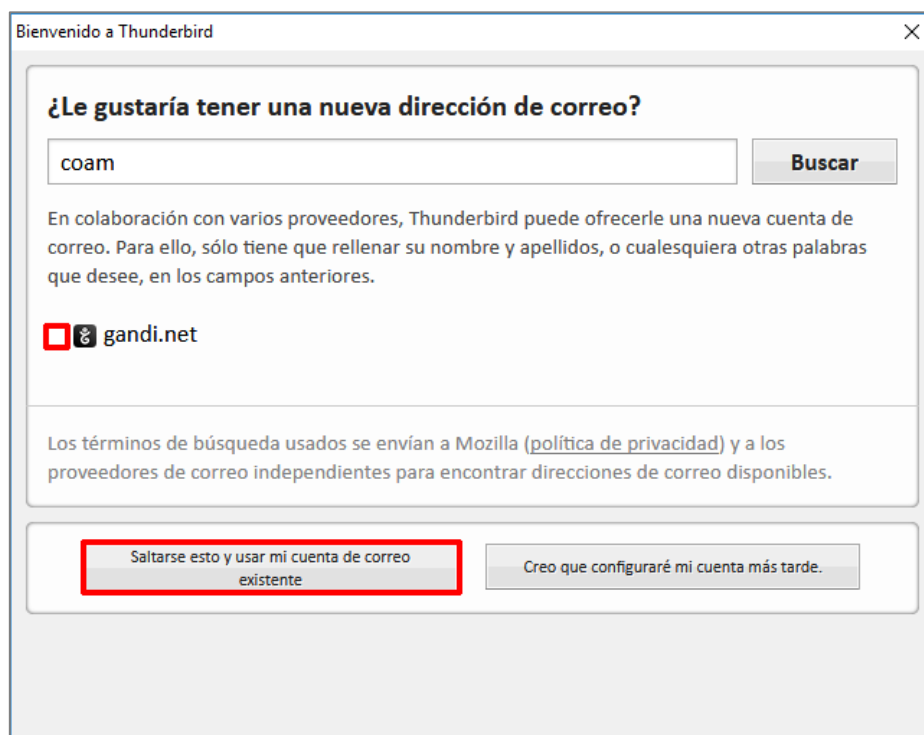 Bienvenido a Thunderbird
¿Le gustaría tener una nueva dirección de correo?
coam
Buscar
En colaboración con varios proveedores, Thunderbird puede ofrecerle una nueva cuenta de
correo. Para ello, sólo tiene que rellenar su nombre y apellidos, o cualesquiera otras palabras
que desee, en los campos anteriores.
gandi.net
Los términos de búsqueda usados se envían a Mozilla (política de privacidad) y a los
proveedores de correo independientes para encontrar direcciones de correo disponibles.
Saltarse esto y usar mi cuenta de correo
existente
Creo que configuraré mi cuenta más tarde.